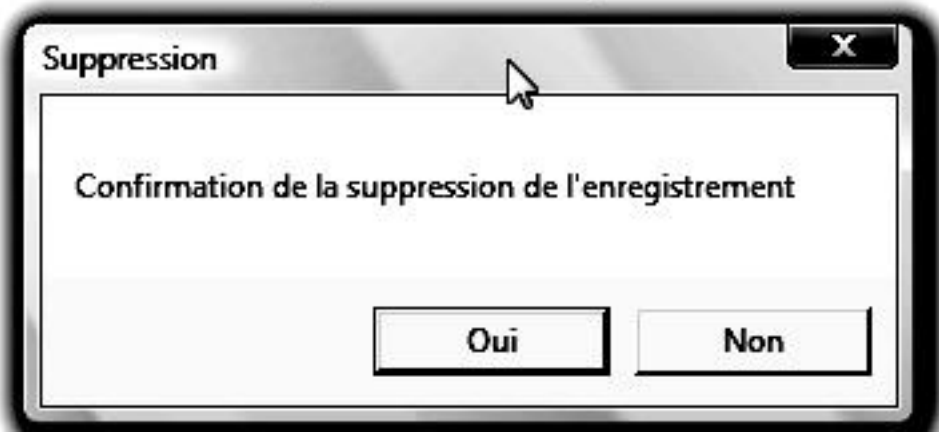 Suppression
X
Confirmation de la suppression de l'enregistrement
Oui Non